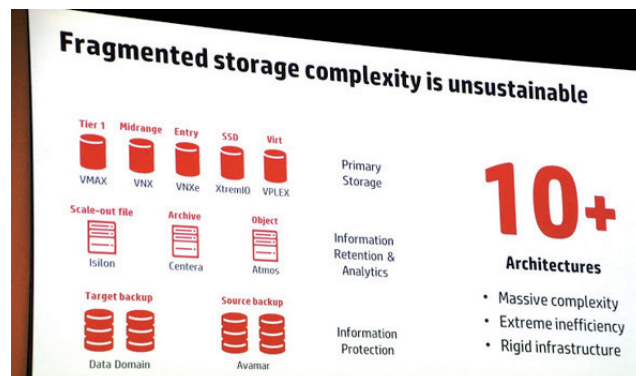 Fragmented storage complexity is unsustainable
Tier 1 Midrange Entry SSD Virt
VMAX VNX VNXe XtremIO VPLEX
Primary
Storage
Scale-out file Archive Object
Isilon Centera Atmos
Information
Retention &
Analytics
Target backup Source backup
Data Domain Avamar
Information
Protection
10+
Architectures
• Massive complexity
• Extreme inefficiency
• Rigid infrastructure